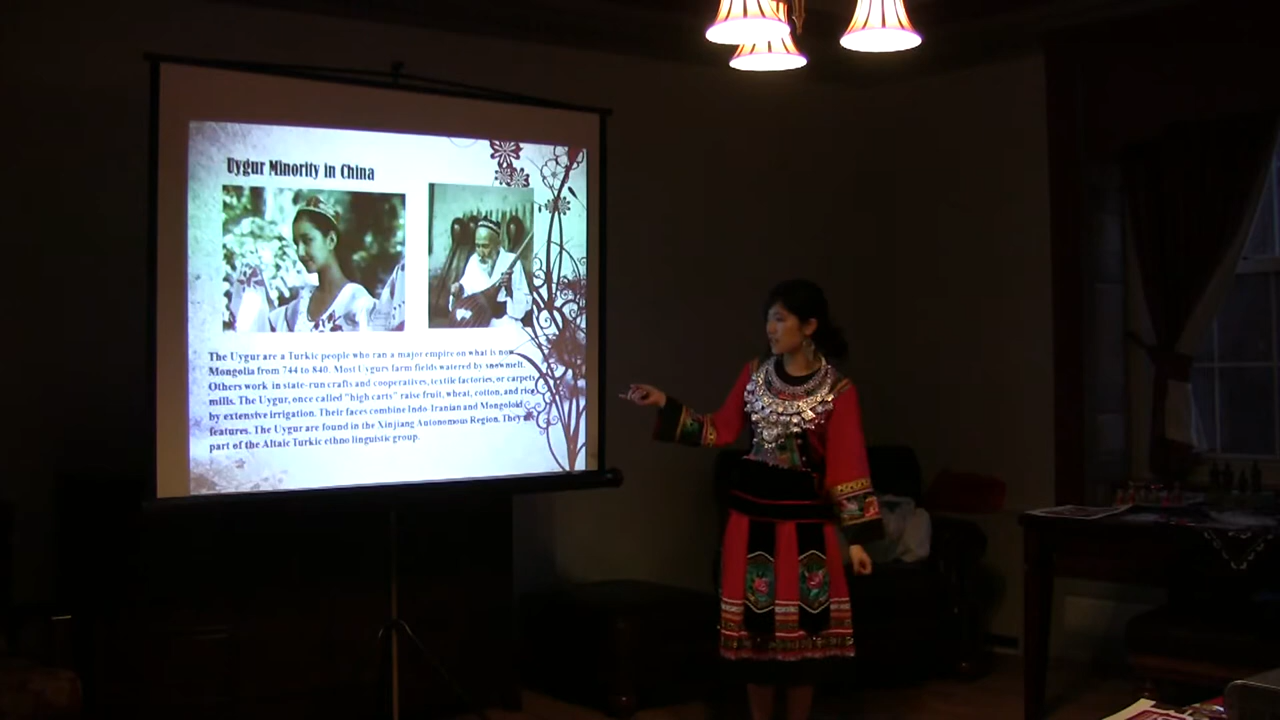 Uygur Minority in China
The Uygur are a Turkic people who ran a major empire on what is now
Mongolia from 744 to 840. Most Uygurs farm fields watered by snowmelt.
Others work in state-run crafts and cooperatives, textile factories, or carpet
mills. The Uygur, once called "high carts" raise fruit, wheat, cotton, and rice
by extensive irrigation. Their faces combine Indo-Iranian and Mongoloid
features. The Uygur are found in the Xinjiang Autonomous Region. They are
part of the Altaic Turkic ethno linguistic group.